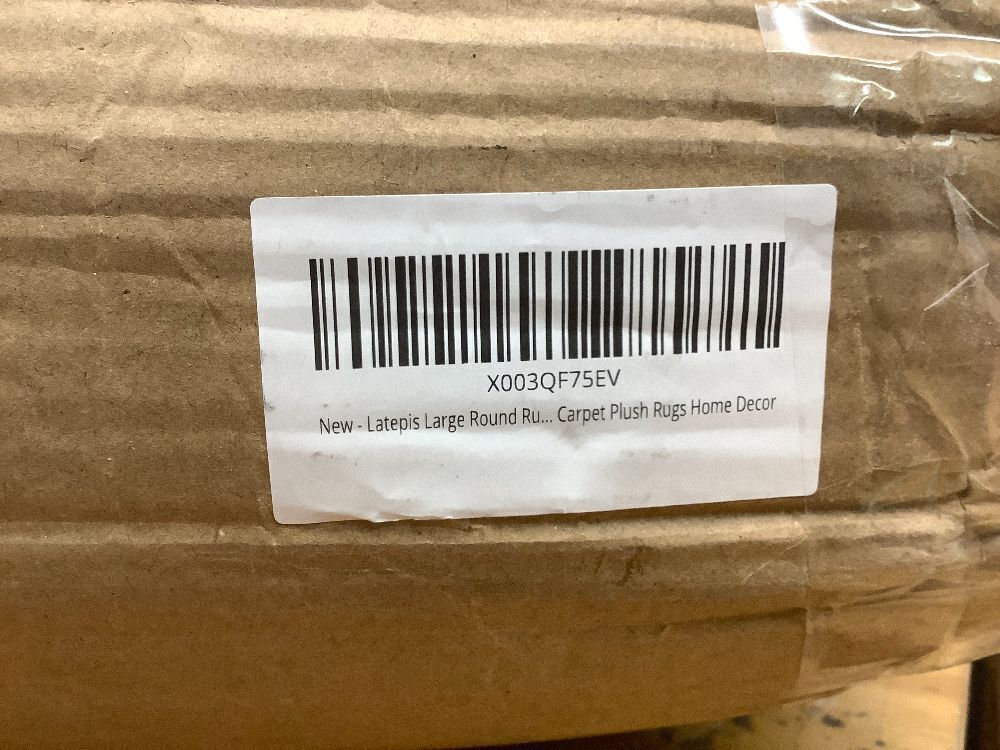 X003QF75EV
New - Latepis Large Round Ru... Carpet Plush Rugs Home Decor